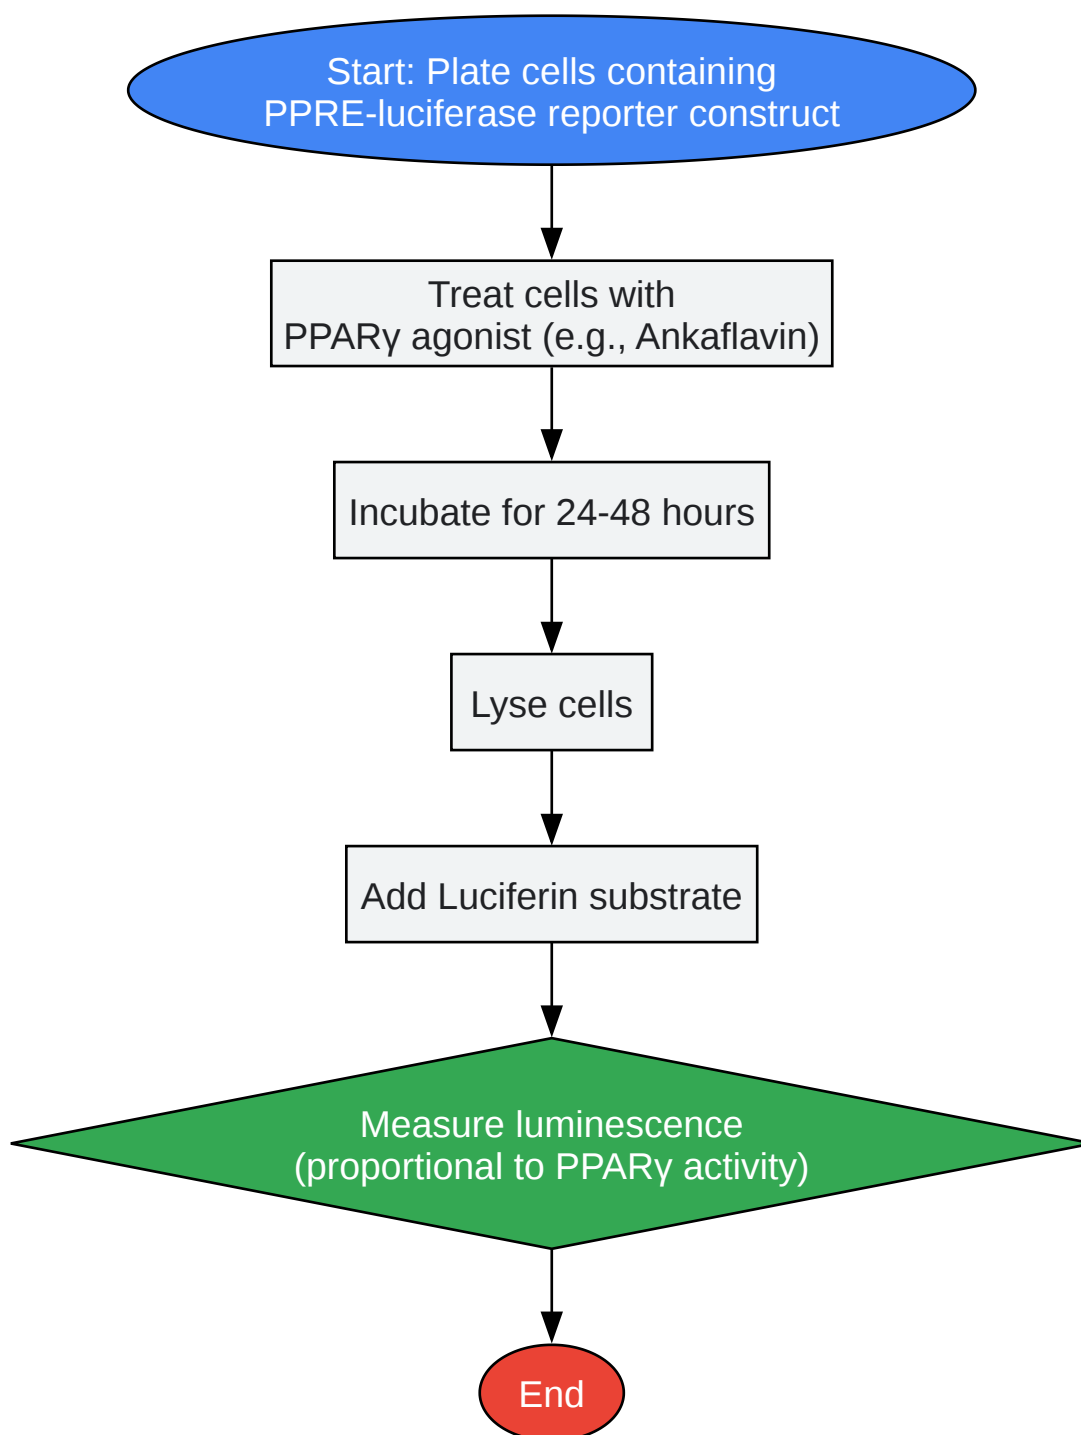 Start: Plate cells containing
PPRE-luciferase reporter construct
Treat cells with
PPARγ agonist (e.g., Ankaflavin)
Incubate for 24-48 hours
Lyse cells
Add Luciferin substrate
Measure luminescence
(proportional to PPARγ activity)
End